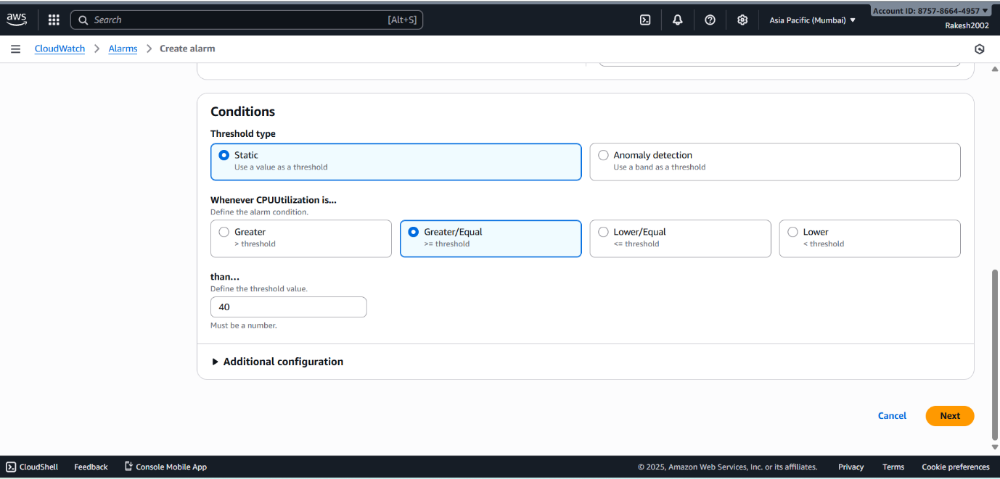 aws
Search [Alt+S]
Asia Pacific (Mumbai) ▼
Account ID: 8757-8664-4957 ▼
Rakesh2002
CloudWatch > Alarms > Create alarm
Conditions
Threshold type
Static
Use a value as a threshold
Anomaly detection
Use a band as a threshold
Whenever CPUUtilization is...
Define the alarm condition.
Greater
> threshold
Greater/Equal
>= threshold
Lower/Equal
<= threshold
Lower
< threshold
than...
Define the threshold value.
40
Must be a number.
Additional configuration
Cancel Next
CloudShell Feedback Console Mobile App © 2025, Amazon Web Services, Inc. or its affiliates. Privacy Terms Cookie preferences